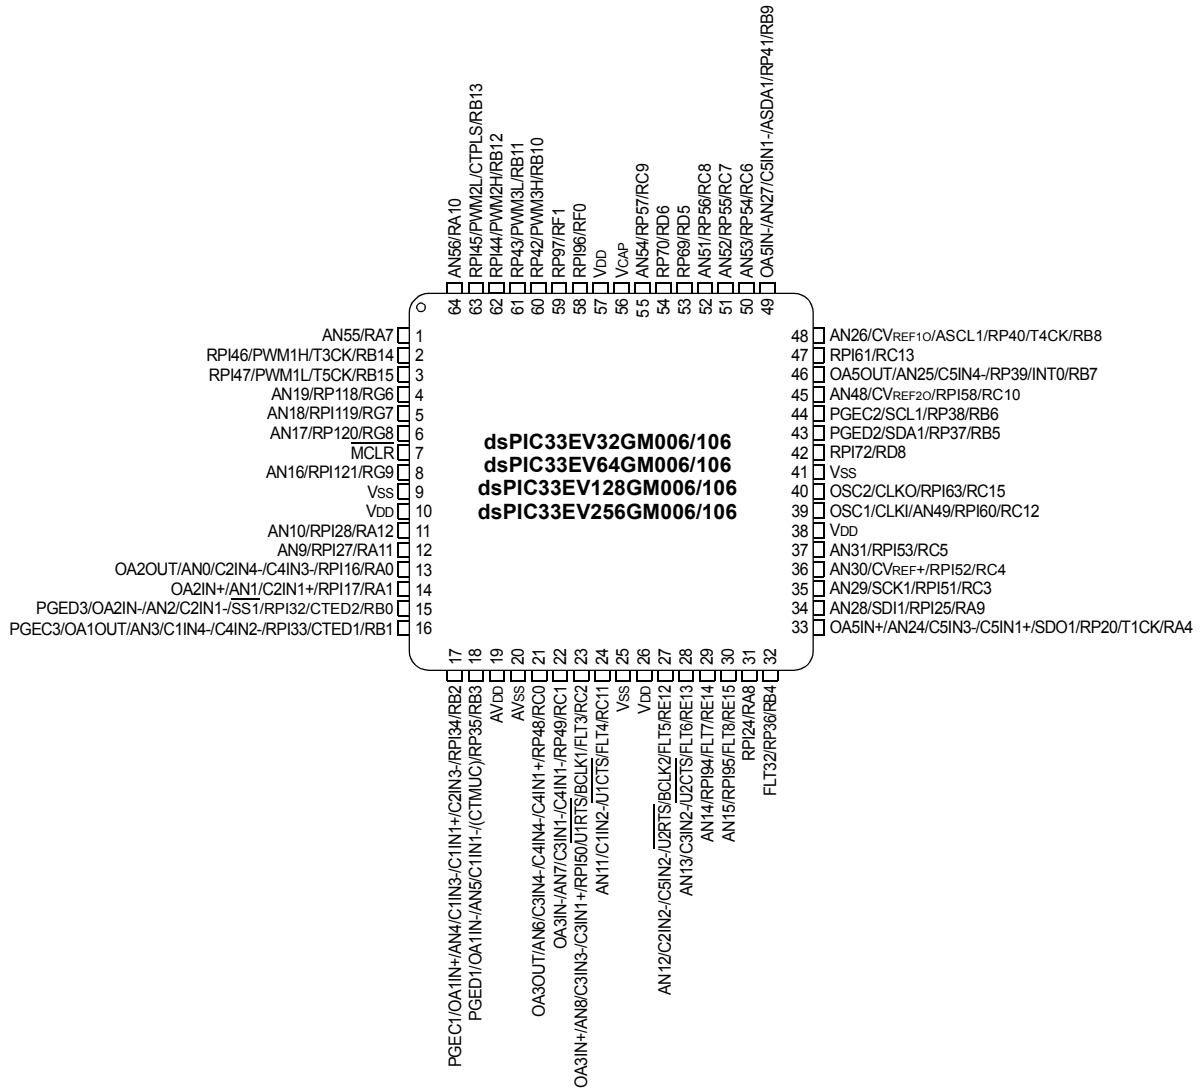 OA5IN-/AN27/C5IN1-/ASDA1/RP41/RB9
AN53/RP54/RC6
AN52/RP55/RC7
AN51/RP56/RC8
RP69/RD5
RP70/RD6
AN54/RP57/RC9
VCAP
VDD
RPI96/RF0
RP97/RF1
RP42/PWM3H/RB10
RP43/PWM3L/RB11
RPI44/PWM2H/RB12
RPI45/PWM2L/CTPLS/RB13
AN56/RA10
64 63 62 61 60 59 58 57 56 55 54 53 52 51 50 49
AN55/RA7 1
RPI46/PWM1H/T3CK/RB14 2
RPI47/PWM1L/T5CK/RB15 3
AN19/RP118/RG6 4
AN18/RPI119/RG7 5
AN17/RP120/RG8 6
MCLR 7
AN16/RPI121/RG9 8
VSS 9
VDD 10
AN10/RPI28/RA12 11
AN9/RPI27/RA11 12
OA2OUT/AN0/C2IN4-/C4IN3-/RPI16/RA0 13
OA2IN+/AN1/C2IN1+/RPI17/RA1 14
PGED3/OA2IN-/AN2/C2IN1-/SS1/RPI32/CTED2/RB0 15
PGEC3/OA1OUT/AN3/C1IN4-/C4IN2-/RPI33/CTED1/RB1 16
dsPIC33EV32GM006/106
dsPIC33EV64GM006/106
dsPIC33EV128GM006/106
dsPIC33EV256GM006/106
48 AN26/CVREF1O/ASCL1/RP40/T4CK/RB8
47 RPI61/RC13
46 OA5OUT/AN25/C5IN4-/RP39/INT0/RB7
45 AN48/CVREF2O/RPI58/RC10
44 PGEC2/SCL1/RP38/RB6
43 PGED2/SDA1/RP37/RB5
42 RPI72/RD8
41 VSS
40 OSC2/CLKO/RPI63/RC15
39 OSC1/CLKI/AN49/RPI60/RC12
38 VDD
37 AN31/RPI53/RC5
36 AN30/CVREF+/RPI52/RC4
35 AN29/SCK1/RPI51/RC3
34 AN28/SDI1/RPI25/RA9
33 OA5IN+/AN24/C5IN3-/C5IN1+/SDO1/RP20/T1CK/RA4
17 18 19 20 21 22 23 24 25 26 27 28 29 30 31 32
PGEC1/OA1IN+/AN4/C1IN3-/C1IN1+/C2IN3-/RPI34/RB2
PGED1/OA1IN-/AN5/C1IN1-/(CTMUC)/RP35/RB3
AVDD
AVSS
OA3OUT/AN6/C3IN4-/C4IN4-/C4IN1+/RP48/RC0
OA3IN-/AN7/C3IN1-/C4IN1-/RP49/RC1
OA3IN+/AN8/C3IN3-/C3IN1+/RPI50/U1RTS/BCLK1/FLT3/RC2
AN11/C1IN2-/U1CTS/FLT4/RC11
VSS
VDD
AN12/C2IN2-/C5IN2-/U2RTS/BCLK2/FLT5/RE12
AN13/C3IN2-/U2CTS/FLT6/RE13
AN14/RPI94/FLT7/RE14
AN15/RPI95/FLT8/RE15
RPI24/RA8
FLT32/RP36/RB4